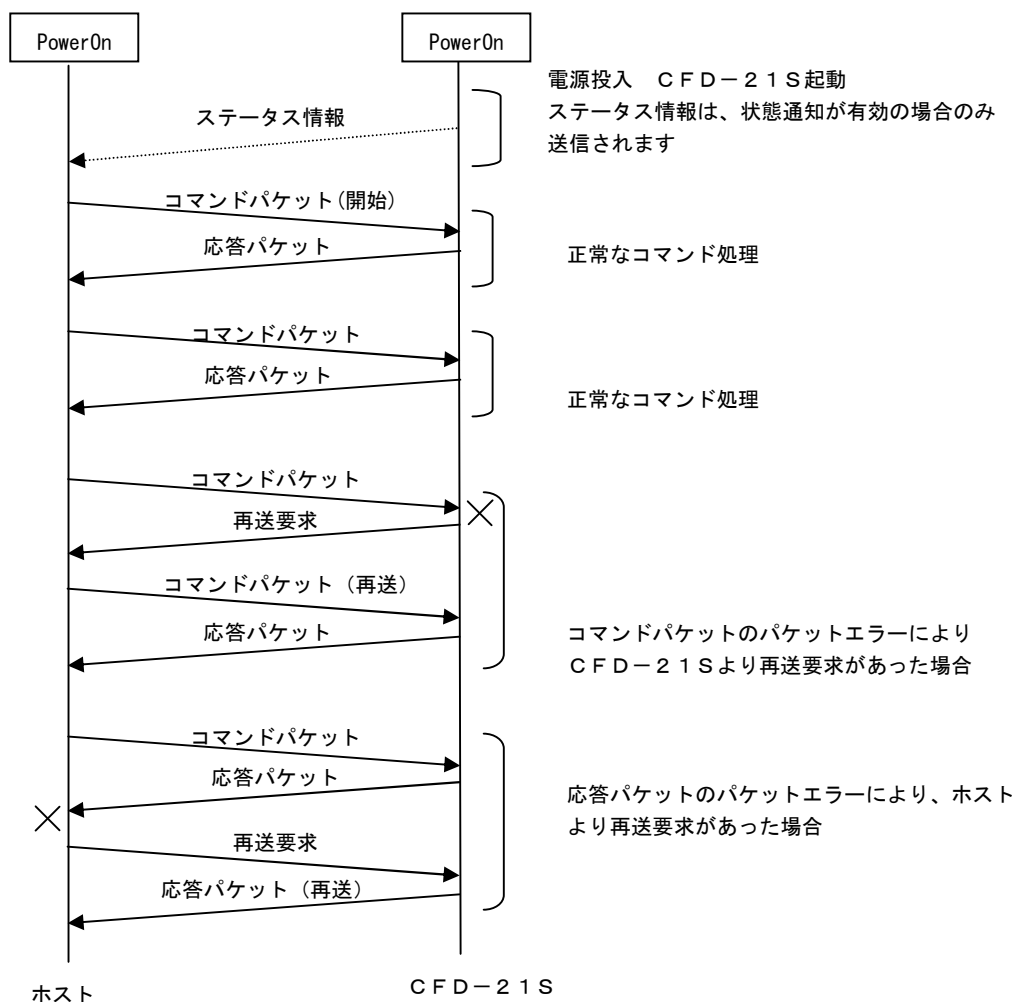 PowerOn
PowerOn
電源投入　ＣＦＤ－２１Ｓ起動
ステータス情報は、状態通知が有効の場合のみ
送信されます
ステータス情報
コマンドパケット(開始)
応答パケット
正常なコマンド処理
コマンドパケット
応答パケット
正常なコマンド処理
コマンドパケット
再送要求
コマンドパケット（再送）
応答パケット
コマンドパケットのパケットエラーにより
ＣＦＤ－２１Ｓより再送要求があった場合
コマンドパケット
応答パケット
応答パケットのパケットエラーにより、ホスト
より再送要求があった場合
再送要求
応答パケット（再送）
ホスト
ＣＦＤ－２１Ｓ